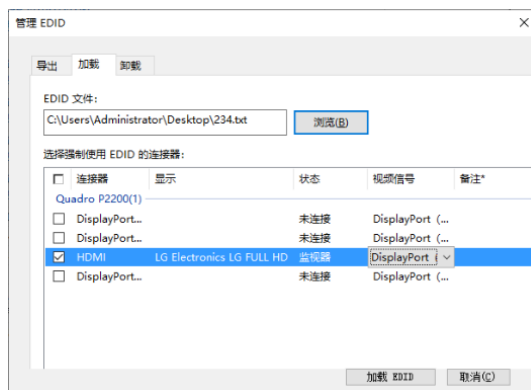 管理 EDID
导出 加载 卸载
EDID 文件:
C:\Users\Administrator\Desktop\234.txt 浏览(B)
选择强制使用 EDID 的连接器:
连接器 显示 状态 视频信号 备注*
Quadro P2200(1)
DisplayPort... 未连接 DisplayPort (...
DisplayPort... 未连接 DisplayPort (...
HDMI LG Electronics LG FULL HD 监视器 DisplayPort (
DisplayPort... 未连接 DisplayPort (...
加载 EDID 取消(C)